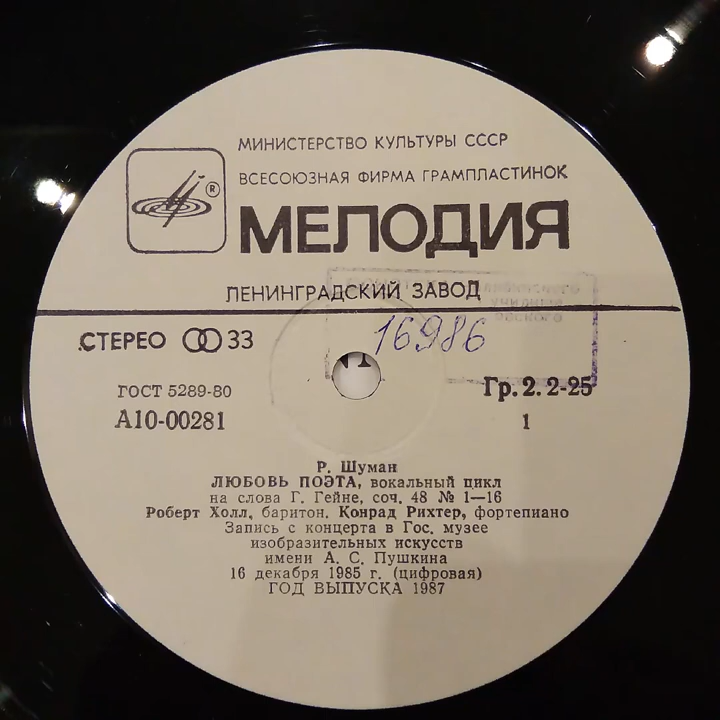 МИНИСТЕРСТВО КУЛЬТУРЫ СССР
ВСЕСОЮЗНАЯ ФИРМА ГРАМПЛАСТИНОК
®
МЕЛОДИЯ
ЛЕНИНГРАДСКИЙ ЗАВОД
СТЕРЕО 33
16986
ГОСТ 5289-80
Гр. 2. 2-25
А10-00281
1
Р. Шуман
ЛЮБОВЬ ПОЭТА, вокальный цикл
на слова Г. Гейне, соч. 48 № 1—16
Роберт Холл, баритон. Конрад Рихтер, фортепиано
Запись с концерта в Гос. музее
изобразительных искусств
имени А. С. Пушкина
16 декабря 1985 г. (цифровая)
ГОД ВЫПУСКА 1987